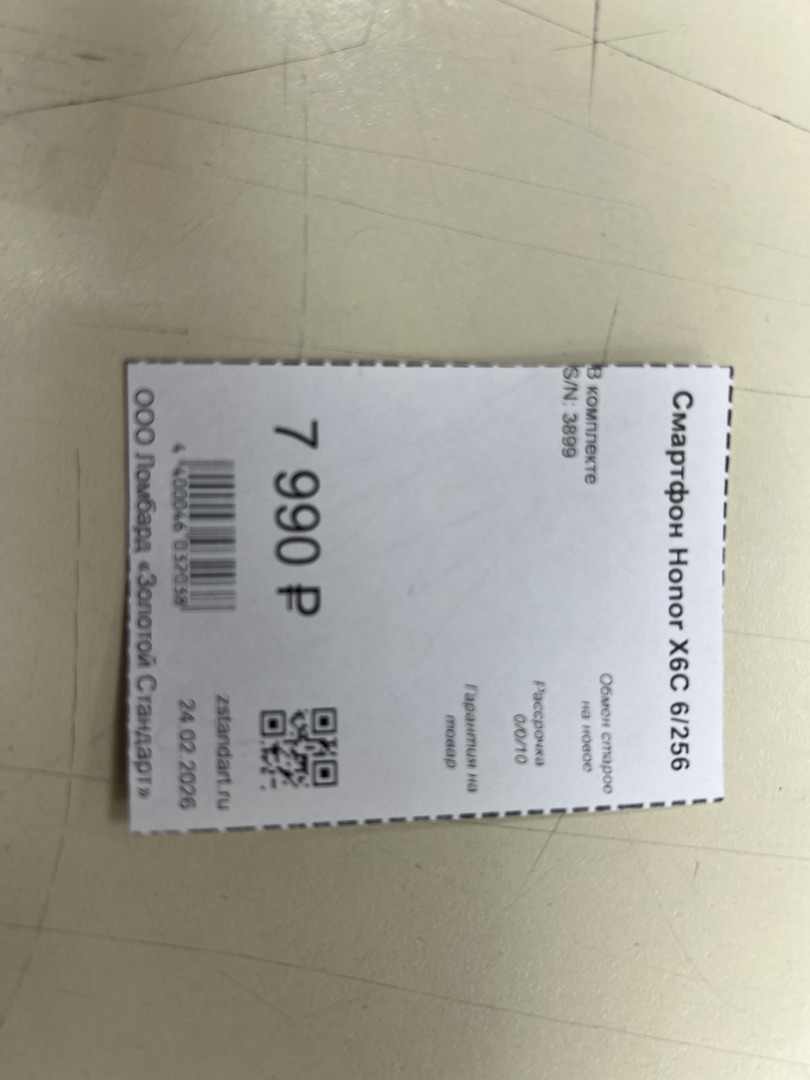 Смартфон Honor X6C 6/256
В комплекте
S/N: 3899
Обмен старое
на новое
Рассрочка
0/0/10
Гарантия на
товар
7 990 ₽
zstandart.ru
24.02.2026
ООО Ломбард «Золотой Стандарт»